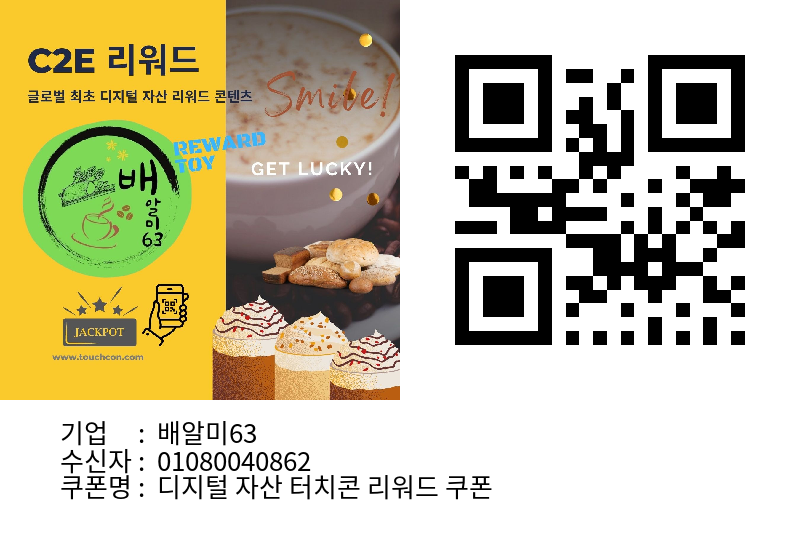 C2E 리워드
글로벌 최초 디지털 자산 리워드 콘텐츠
Smile!
REWARD
TOY
GET LUCKY!
배
알
미
63
JACKPOT
www.touchcon.com
기업 : 배알미63
수신자 : 01080040862
쿠폰명 : 디지털 자산 터치콘 리워드 쿠폰